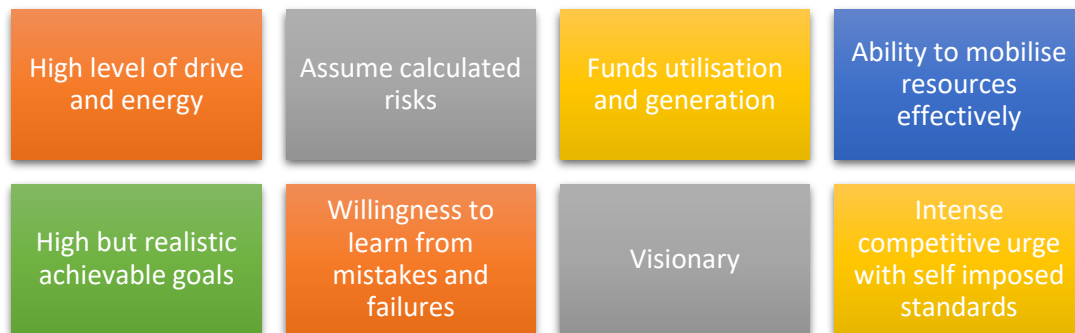 High level of drive
and energy
Assume calculated
risks
Funds utilisation
and generation
Ability to mobilise
resources
effectively
High but realistic
achievable goals
Willingness to
learn from
mistakes and
failures
Visionary
Intense
competitive urge
with self imposed
standards